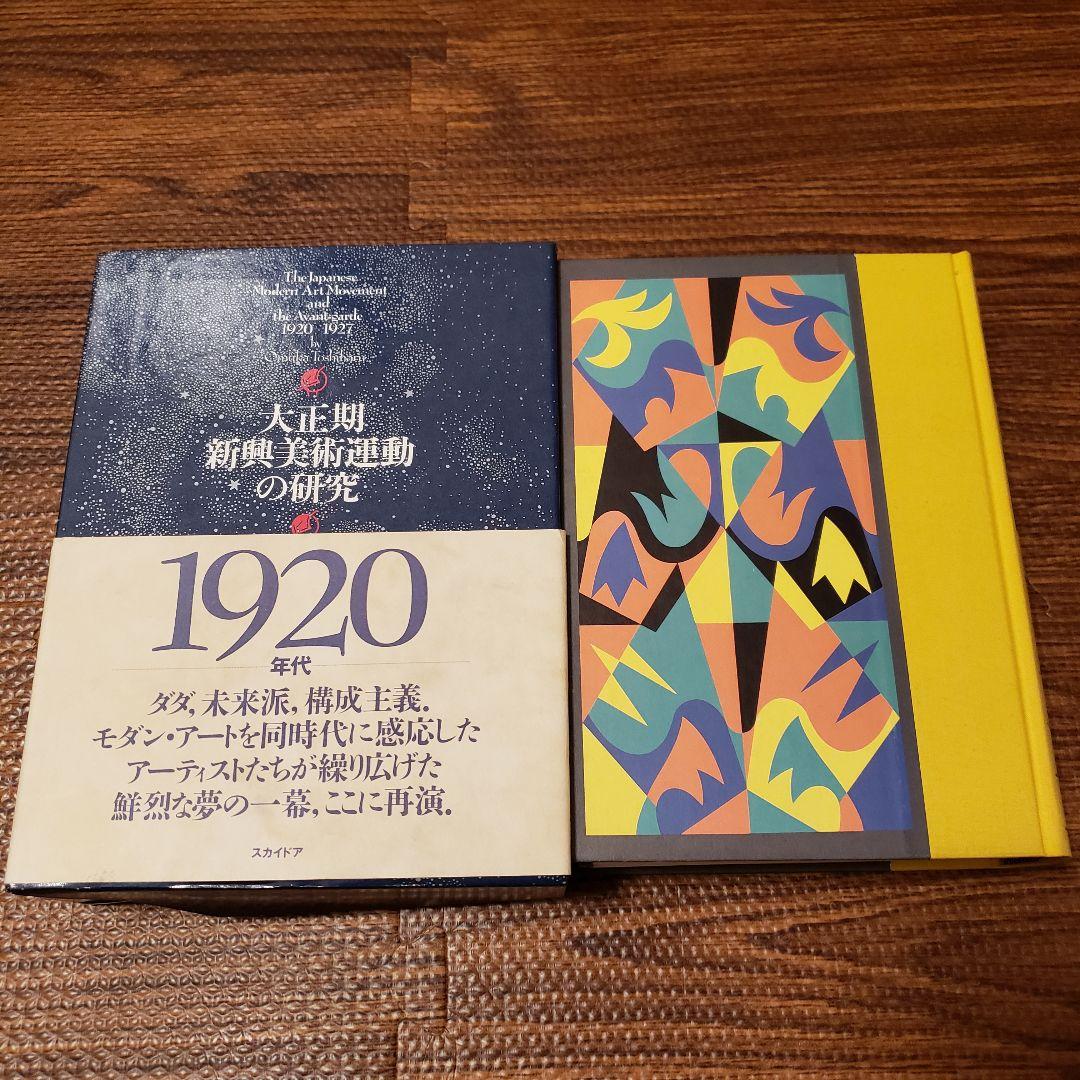 The Japanese
Modern Art Movement
and
the Avant-garde
1920 1927
by
Omuka Toshiharu
大正期
新興美術運動
の研究
1920
年代
ダダ，未来派，構成主義．
モダン・アートを同時代に感応した
アーティストたちが繰り広げた
鮮烈な夢の一幕，ここに再演．
スカイドア